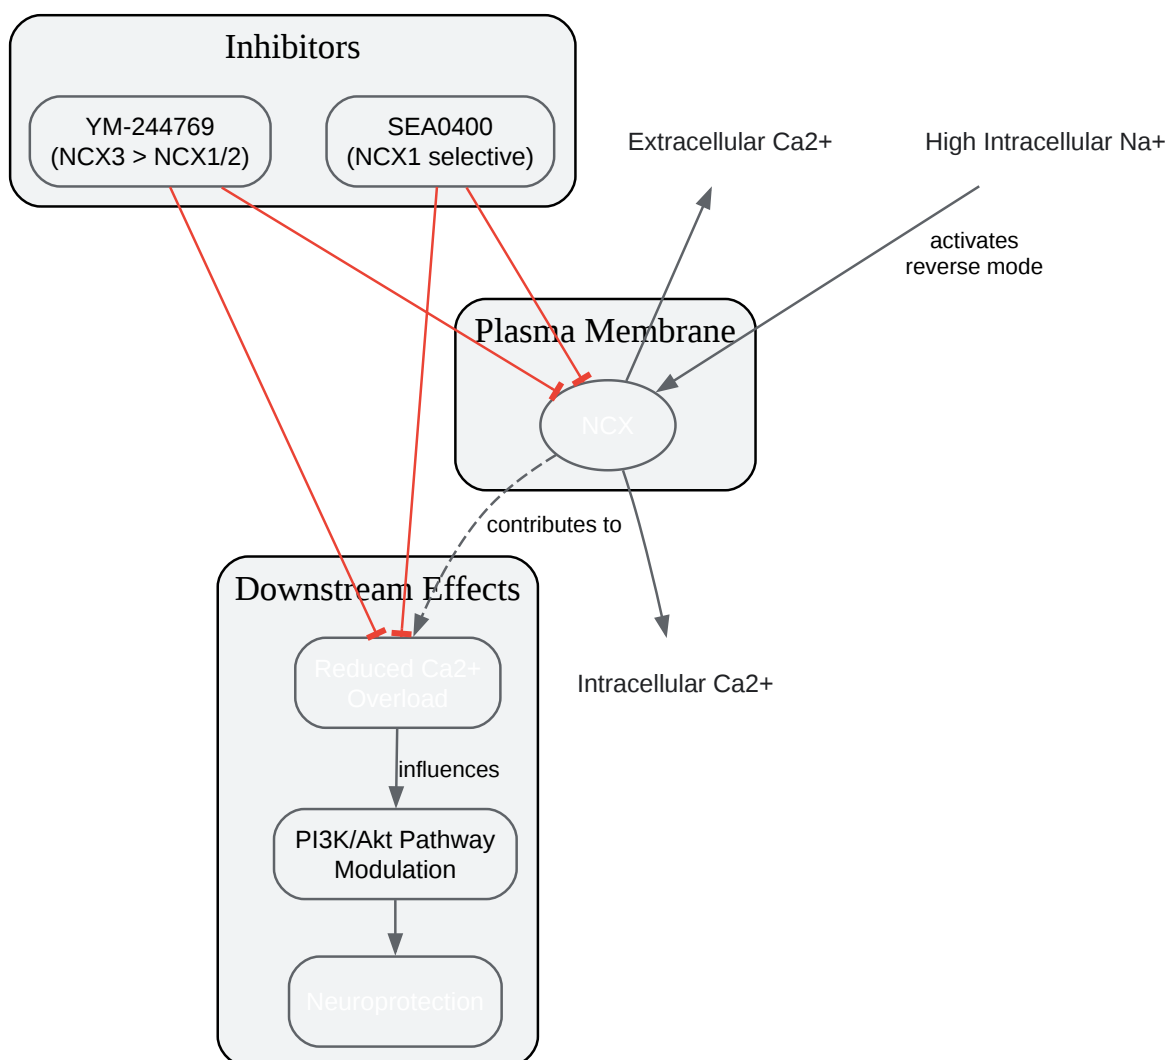 Inhibitors
YM-244769
(NCX3 > NCX1/2)
SEA0400
(NCX1 selective)
Extracellular Ca2+
High Intracellular Na+
activates
reverse mode
Plasma Membrane
NCX
contributes to
Downstream Effects
Reduced Ca2+
Overload
Intracellular Ca2+
influences
PI3K/Akt Pathway
Modulation
Neuroprotection